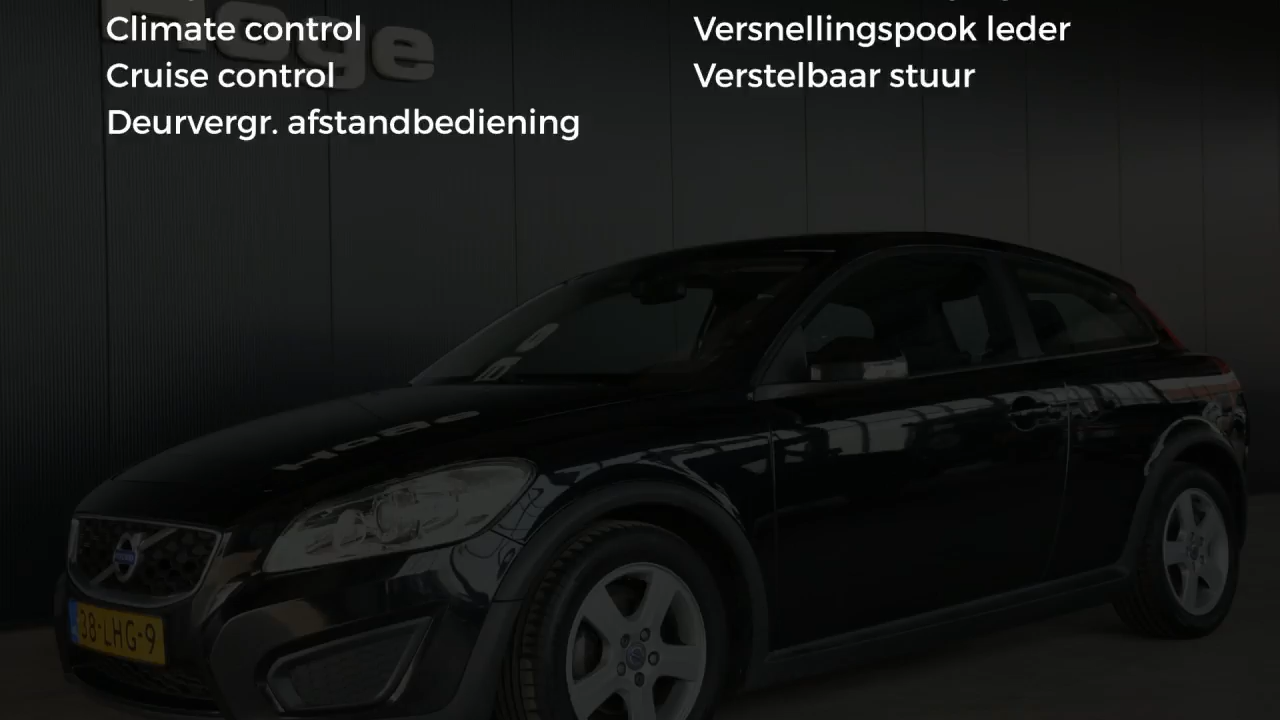 Climate control
Cruise control
Deurvergr. afstandbediening
Versnellingspook leder
Verstelbaar stuur
38-LHG-9